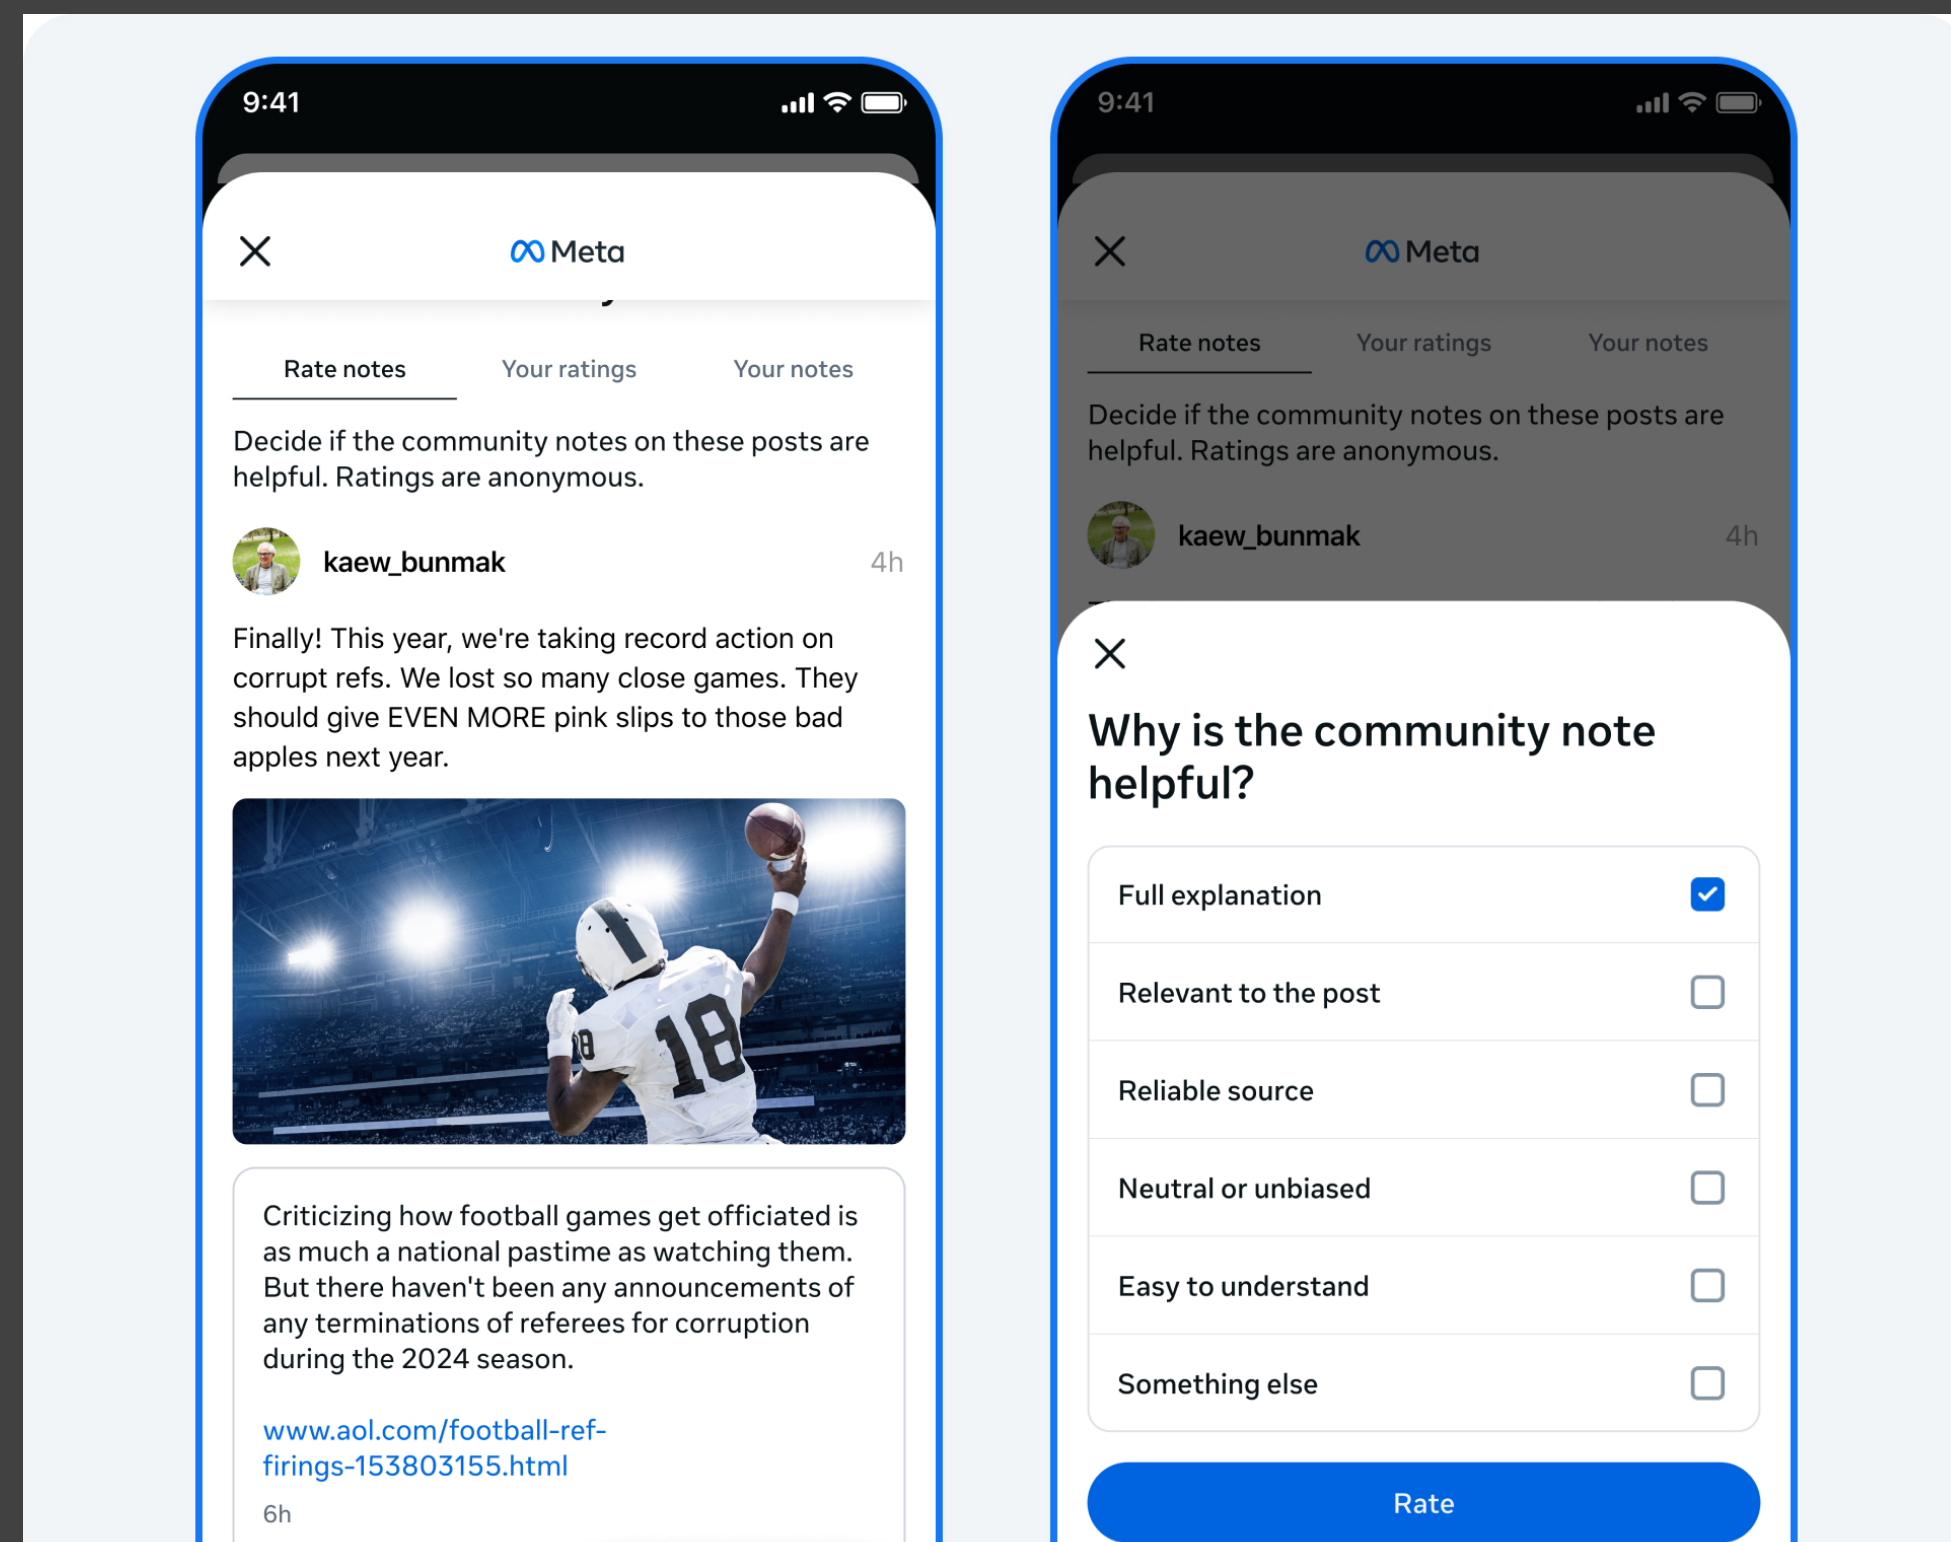 9:41
Meta
Rate notes
Your ratings
Your notes
Decide if the community notes on these posts are
helpful. Ratings are anonymous.
kaew_bunmak
4h
Finally! This year, we're taking record action on
corrupt refs. We lost so many close games. They
should give EVEN MORE pink slips to those bad
apples next year.
18
18
Criticizing how football games get officiated is
as much a national pastime as watching them.
But there haven't been any announcements of
any terminations of referees for corruption
during the 2024 season.
www.aol.com/football-ref-
firings-153803155.html
6h
9:41
Meta
Rate notes
Your ratings
Your notes
Decide if the community notes on these posts are
helpful. Ratings are anonymous.
kaew_bunmak
4h
Why is the community note
helpful?
Full explanation
Relevant to the post
Reliable source
Neutral or unbiased
Easy to understand
Something else
Rate